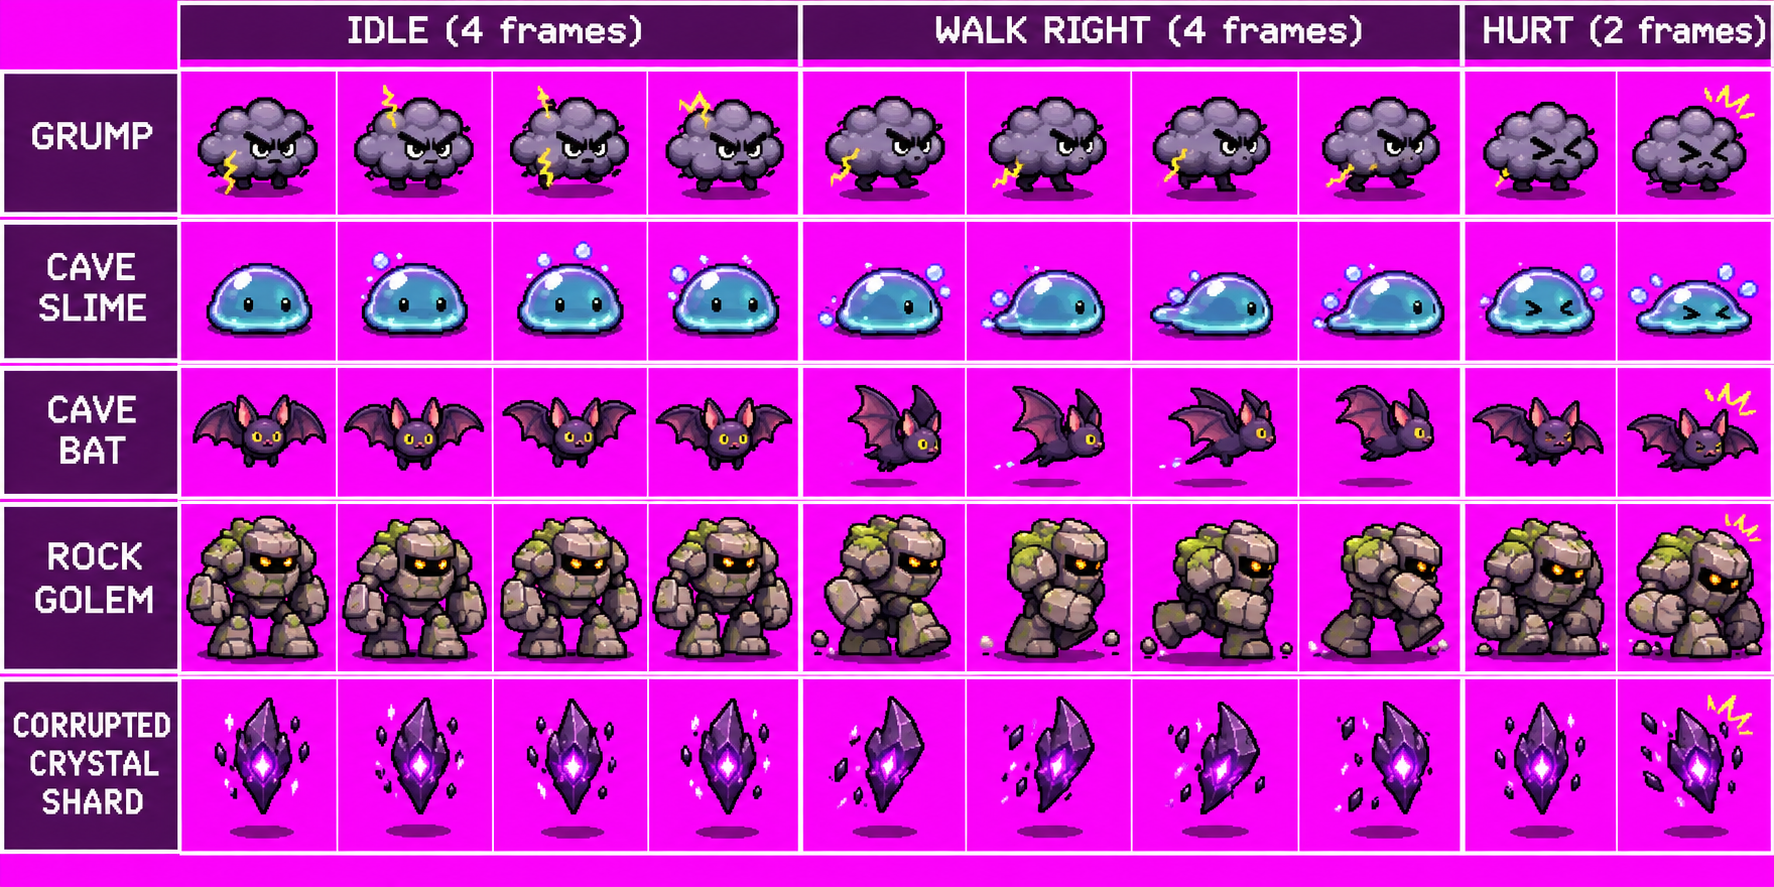 IDLE (4 frames)
WALK RIGHT (4 frames)
HURT (2 frames)
GRUMP
CAVE
SLIME
CAVE
BAT
ROCK
GOLEM
CORRUPTED
CRYSTAL
SHARD